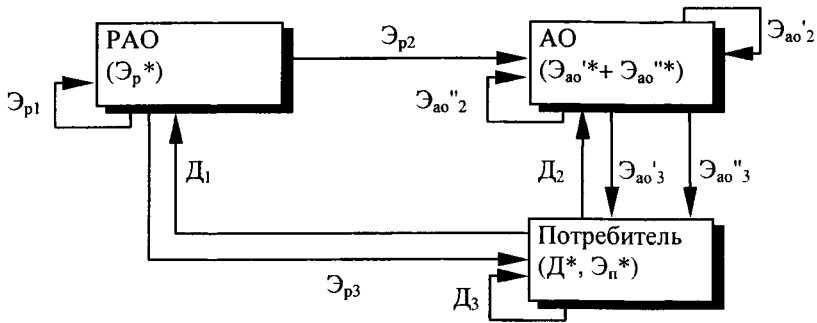 РАО
(Эр*)
Эр1
Эр2
АО
(Эао'*+ Эао''*)
Эао'2
Эао''2
Д1
Д2
Эао'3
Эао''3
Потребитель
(Д*, Эп*)
Эр3
Д3